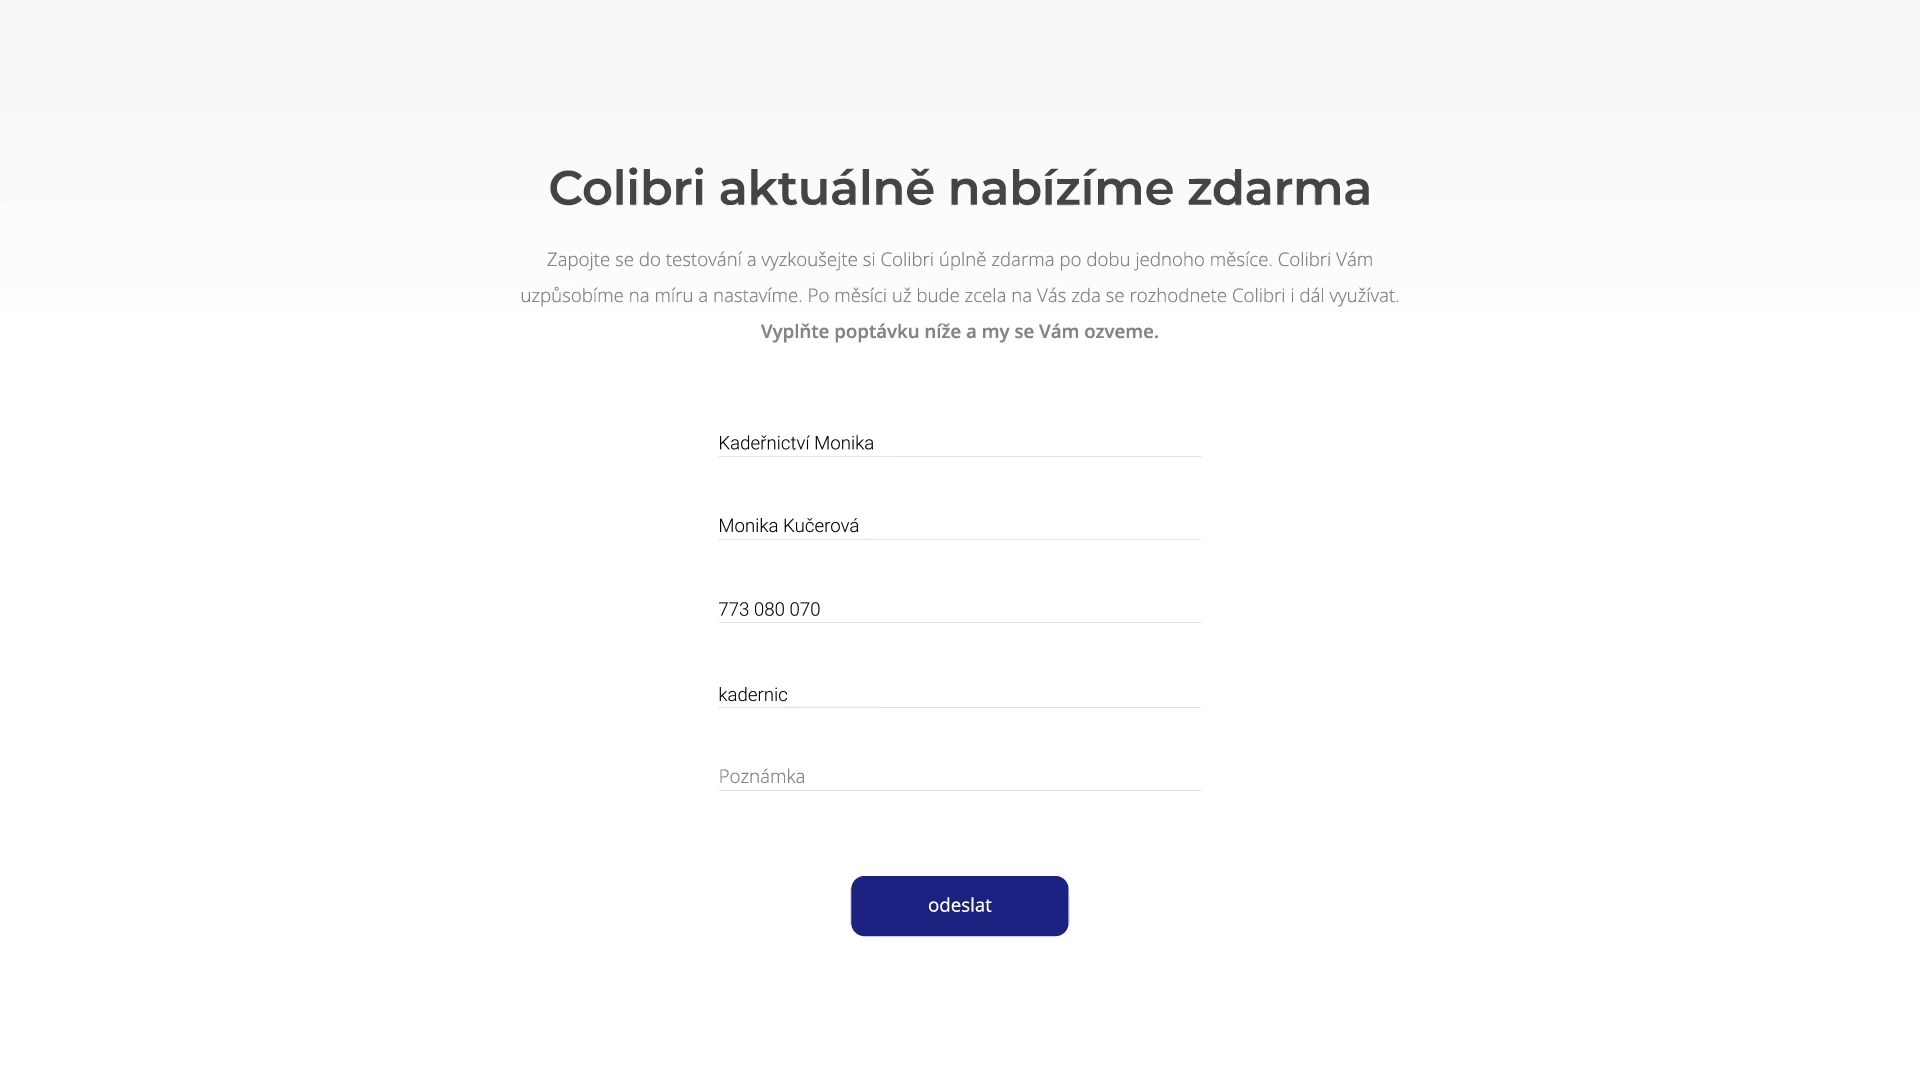 Colibri aktuálně nabízíme zdarma
Zapojte se do testování a vyzkoušejte si Colibri úplně zdarma po dobu jednoho měsíce. Colibri Vám
uzpůsobíme na míru a nastavíme. Po měsíci už bude zcela na Vás zda se rozhodnete Colibri i dál využívat.
Vyplňte poptávku níže a my se Vám ozveme.
Kadeřnictví Monika
Monika Kučerová
773 080 070
kadernic
Poznámka
odeslat